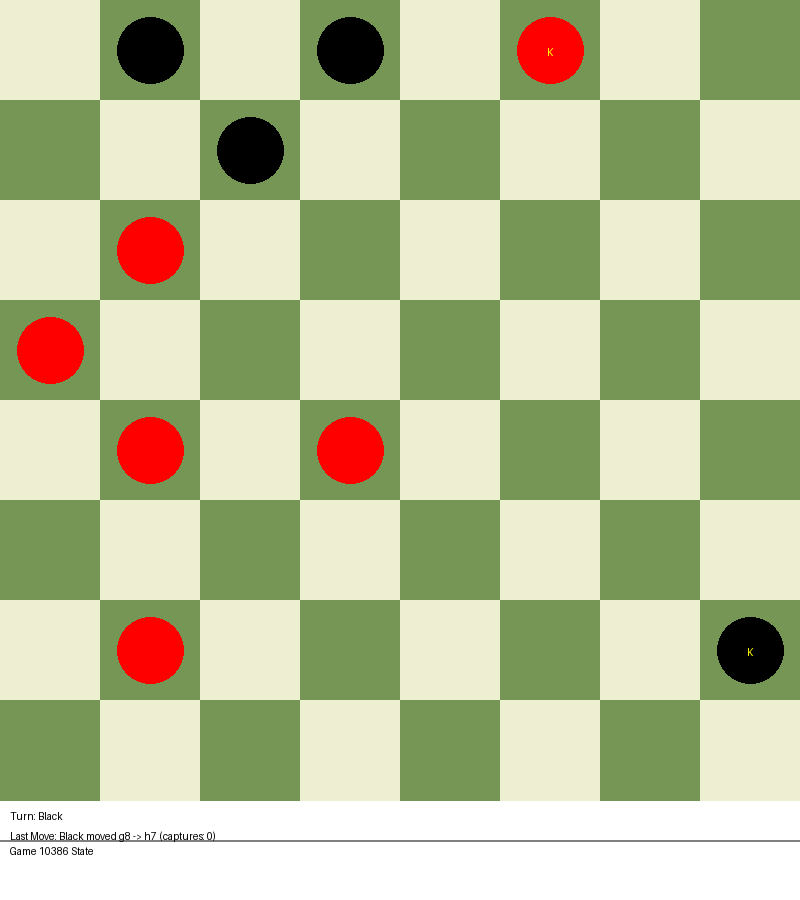 K
K
Turn: Black
Last Move: Black moved g8 -> h7 (captures: 0)
Game 10386 State